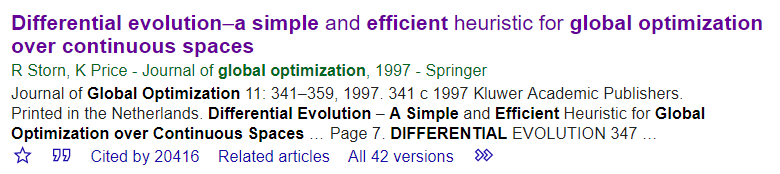 Differential evolution–a simple and efficient heuristic for global optimization
over continuous spaces
R Storn, K Price - Journal of global optimization, 1997 - Springer
Journal of Global Optimization 11: 341–359, 1997. 341 c 1997 Kluwer Academic Publishers.
Printed in the Netherlands. Differential Evolution – A Simple and Efficient Heuristic for Global
Optimization over Continuous Spaces … Page 7. DIFFERENTIAL EVOLUTION 347 …
Cited by 20416 Related articles All 42 versions